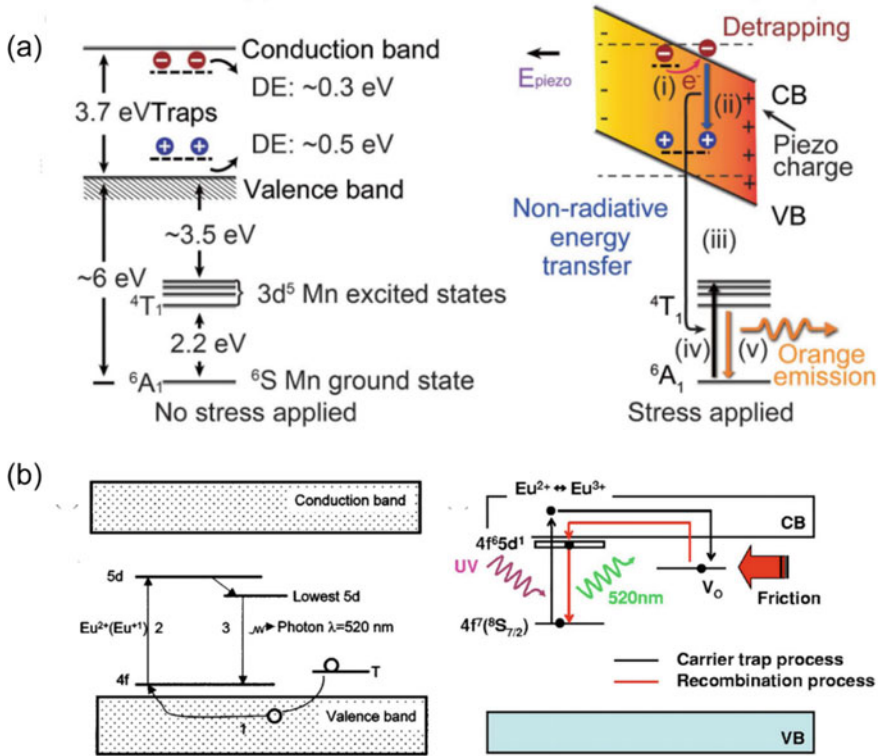 (a)
Conduction band
DE: ~0.3 eV
3.7 eV Traps
DE: ~0.5 eV
Valence band
~3.5 eV
~6 eV
⁴T₁
3d⁵ Mn excited states
2.2 eV
⁶A₁
⁶S Mn ground state
No stress applied
Detrapping
E_piezo
(i)
e⁻
(ii)
CB
Piezo
charge
VB
Non-radiative
energy
transfer
(iii)
⁴T₁
(iv)
(v)
Orange
emission
⁶A₁
Stress applied
(b)
Conduction band
5d
Lowest 5d
Eu²⁺(Eu⁺¹)
2
3
Photon λ=520 nm
4f
T
1
Valence band
Eu²⁺ ↔ Eu³⁺
CB
4f⁶5d¹
UV
520nm
V_O
Friction
4f⁷(⁸S₇/₂)
Carrier trap process
Recombination process
VB